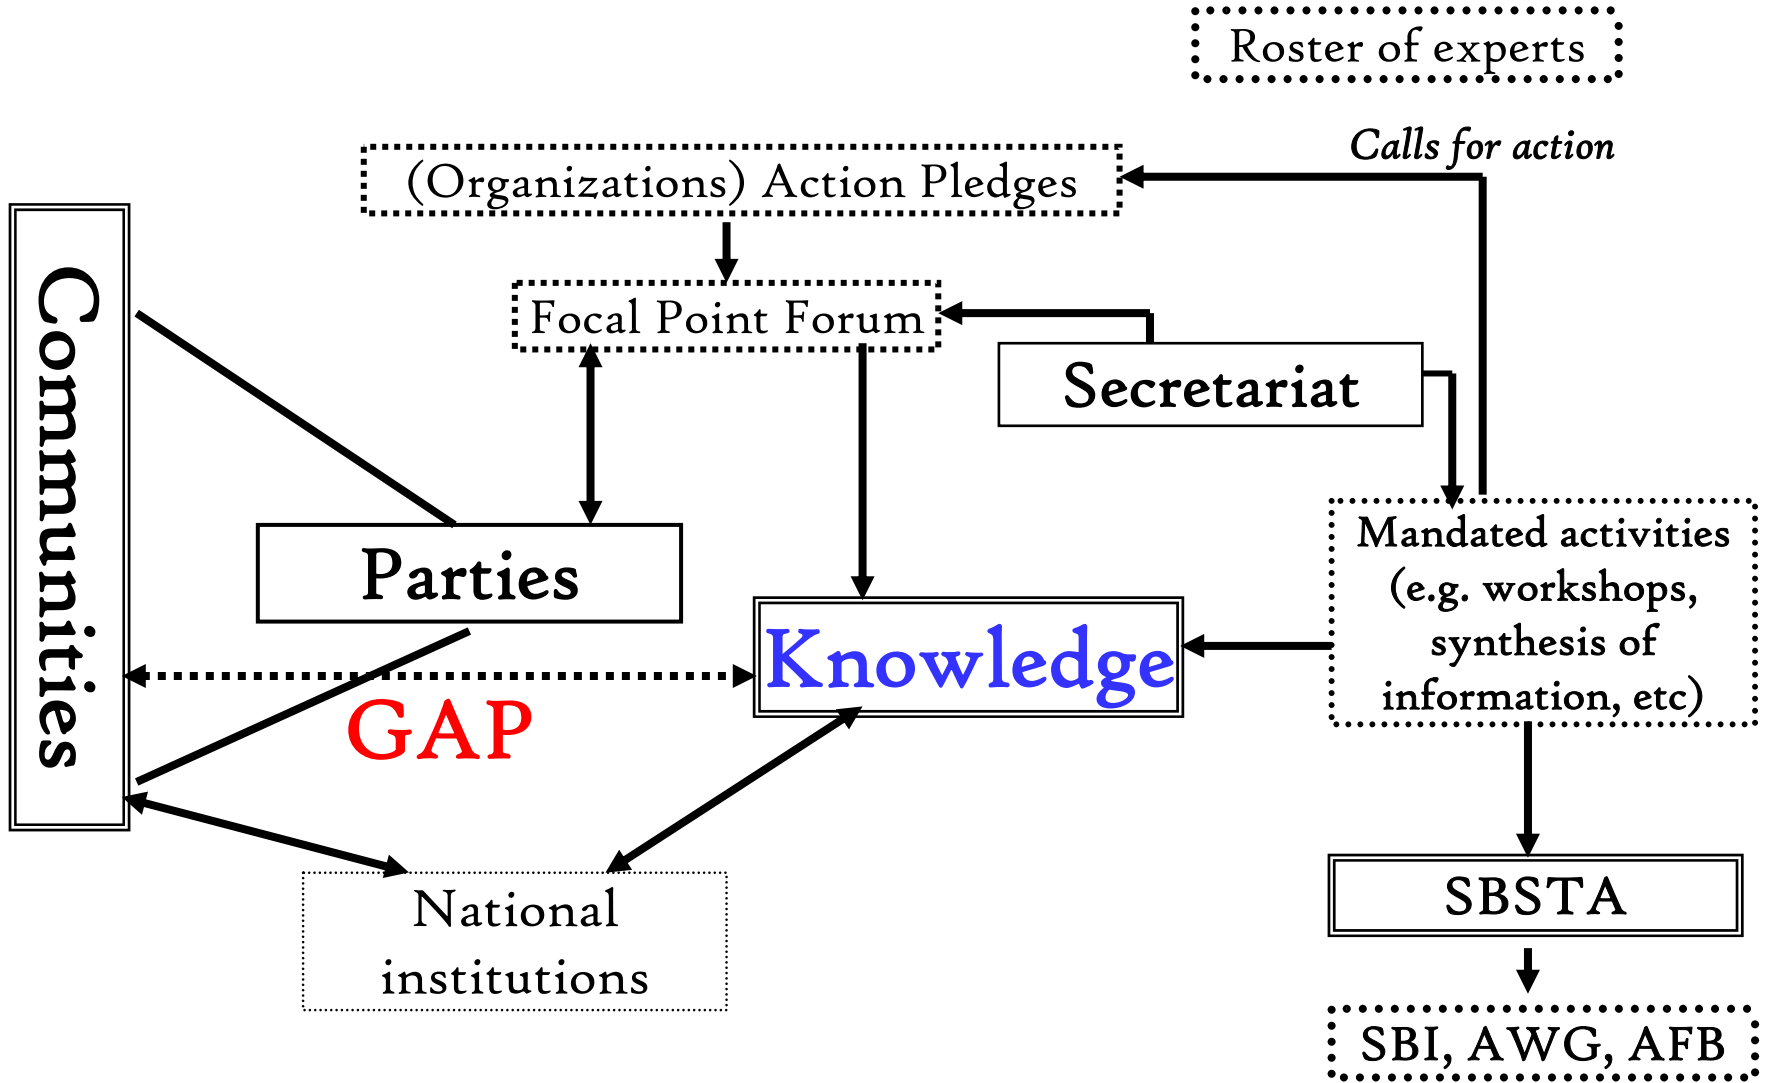 Roster of experts
Calls for action
(Organizations) Action Pledges
Focal Point Forum
Secretariat
Communities
Parties
Mandated activities
(e.g. workshops,
synthesis of
information, etc)
Knowledge
GAP
National
institutions
SBSTA
SBI, AWG, AFB